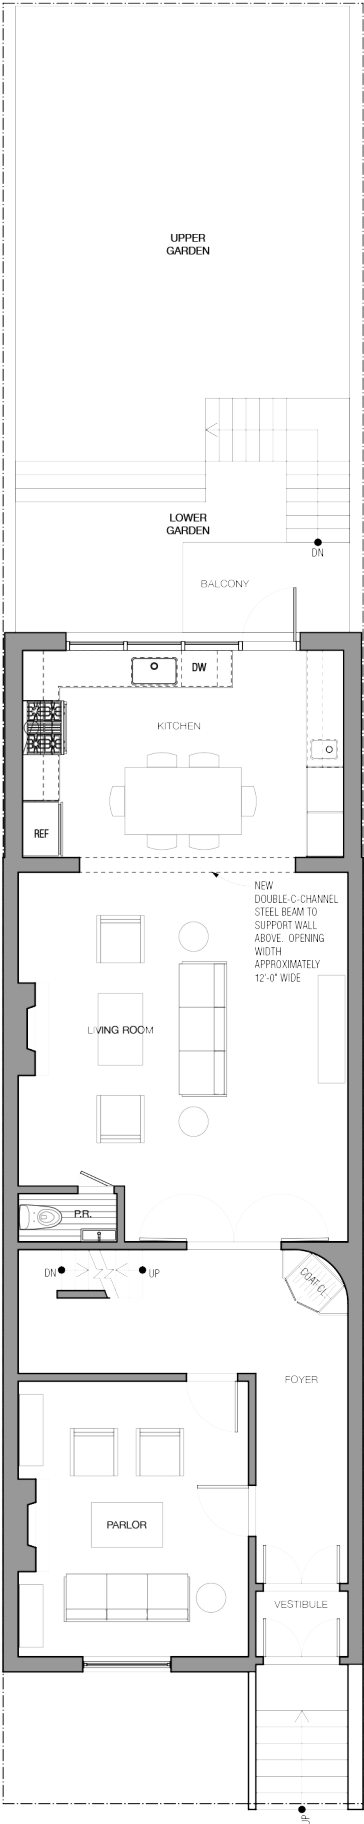 UPPER
GARDEN
LOWER
GARDEN
DN
BALCONY
DW
KITCHEN
REF
NEW
DOUBLE-C-CHANNEL
STEEL BEAM TO
SUPPORT WALL
ABOVE. OPENING
WIDTH
APPROXIMATELY
12'-0" WIDE
LIVING ROOM
P.R.
DN
UP
COAT CL.
FOYER
PARLOR
VESTIBULE
UP